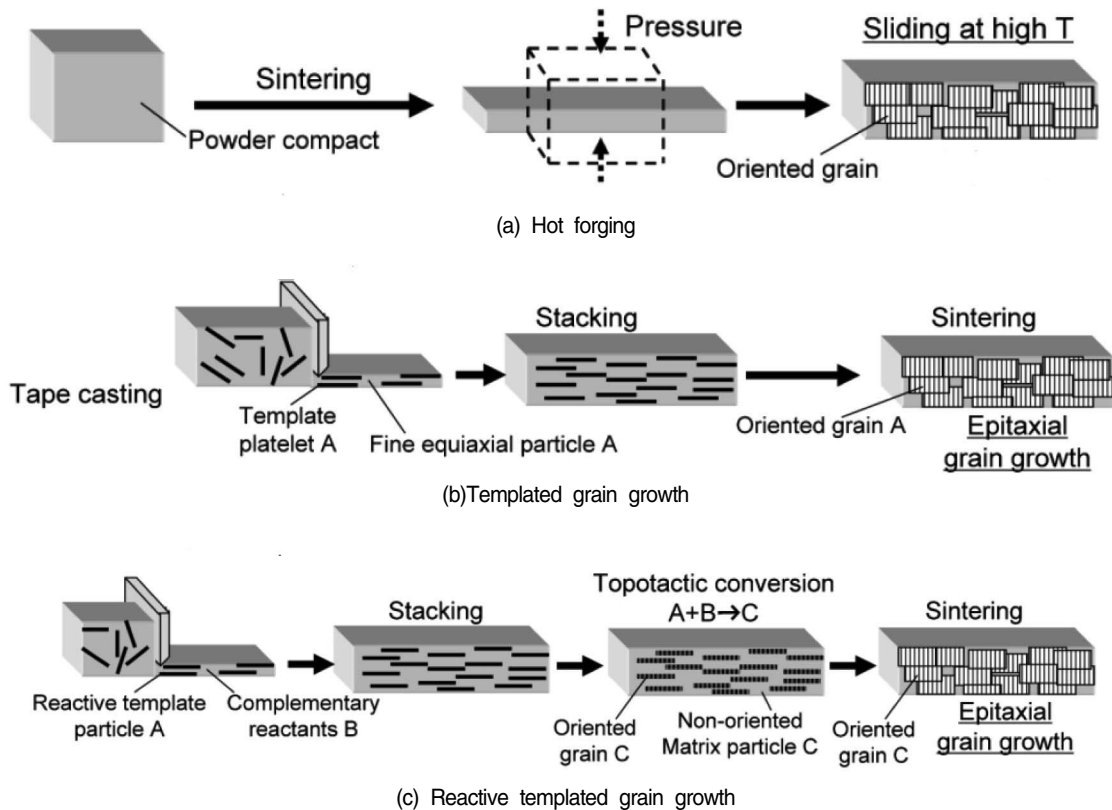 Pressure
Sliding at high T
Sintering
Powder compact
Oriented grain
(a) Hot forging
Tape casting
Stacking
Sintering
Template
platelet A
Fine equiaxial particle A
Oriented grain A
Epitaxial
grain growth
(b)Templated grain growth
Stacking
Topotactic conversion
A+B→C
Sintering
Reactive template
particle A
Complementary
reactants B
Oriented
grain C
Non-oriented
Matrix particle C
Oriented
grain C
Epitaxial
grain growth
(c) Reactive templated grain growth